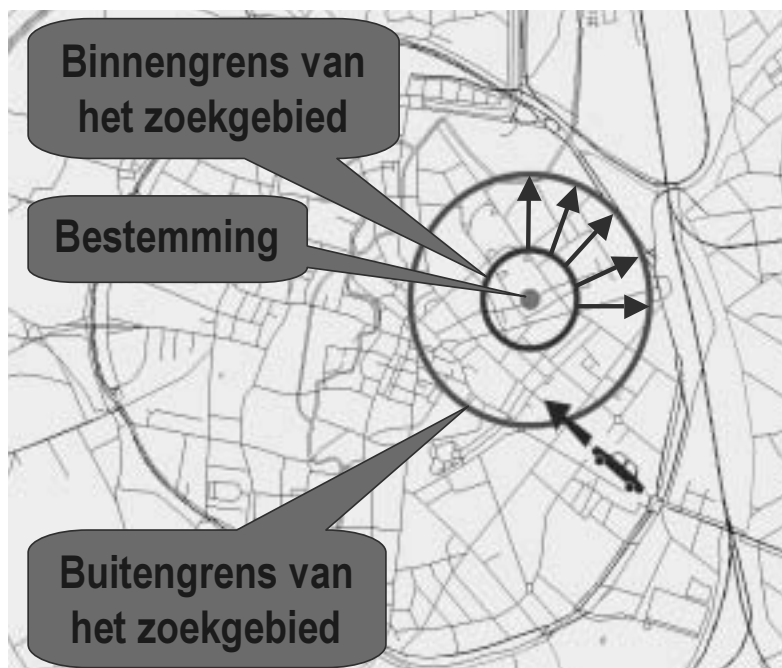 Binnengrens van
het zoekgebied
Bestemming
Buitengrens van
het zoekgebied